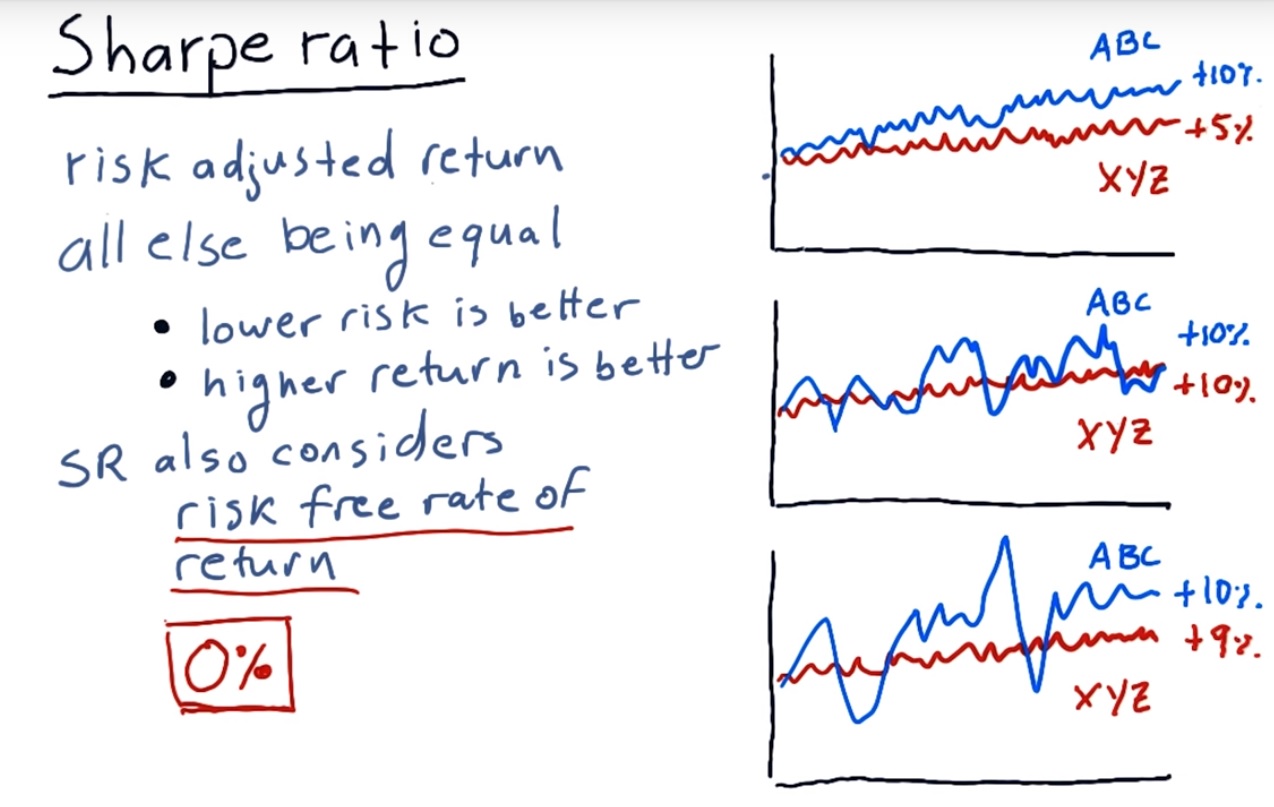 Sharpe ratio
risk adjusted return
all else being equal
• lower risk is better
• higher return is better
SR also considers
risk free rate of
return
0%
ABC
+10%.
+5%
XYZ
ABC
+10%.
+10%.
XYZ
ABC
+10%.
+9%.
XYZ